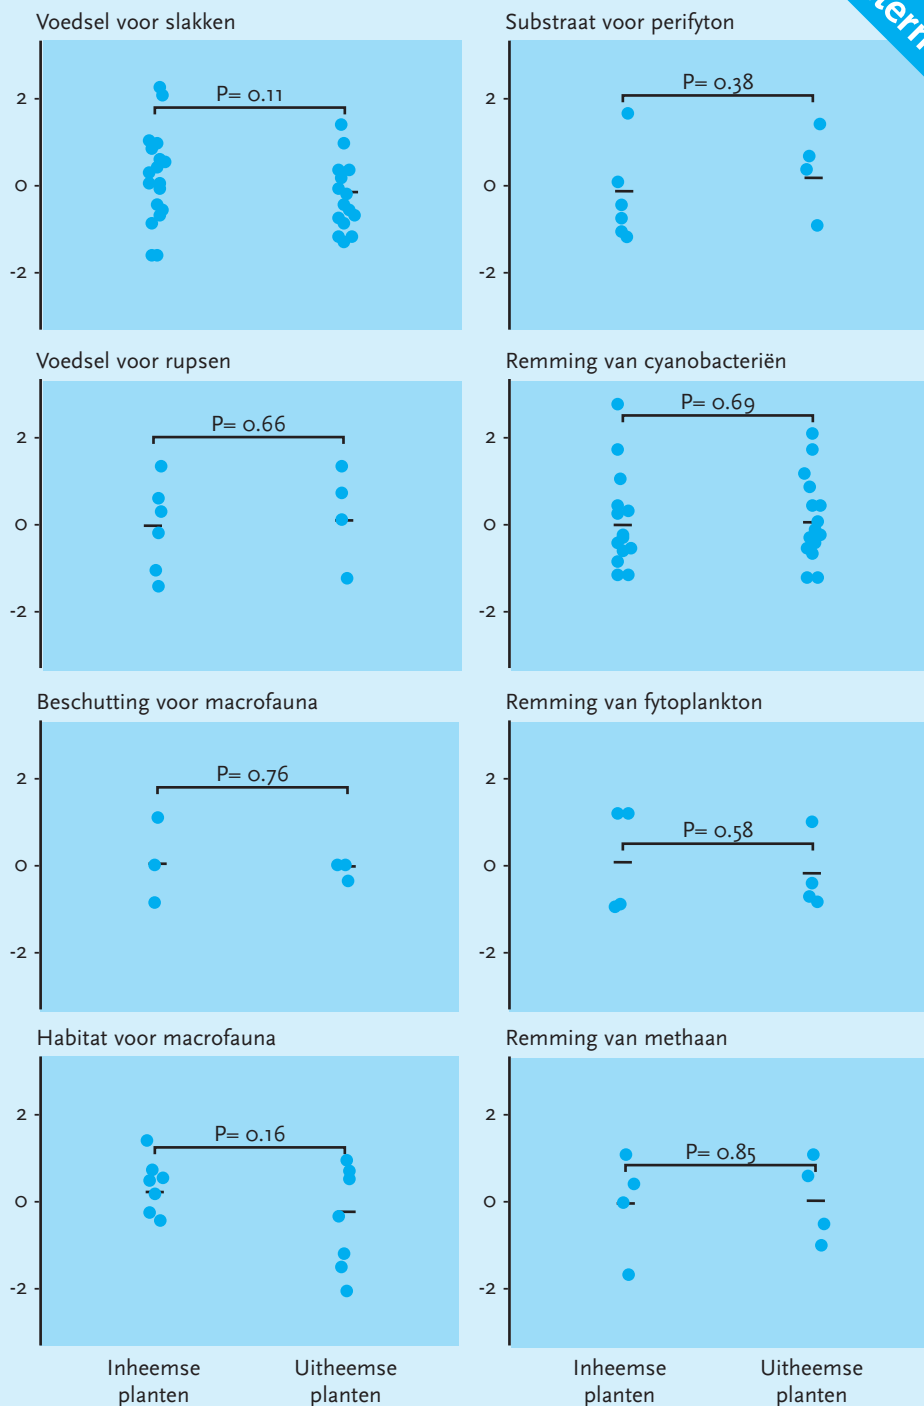 Voedsel voor slakken
P= 0.11
2
0
-2
Substraat voor perifyton
P= 0.38
2
0
-2
Voedsel voor rupsen
P= 0.66
2
0
-2
Remming van cyanobacteriën
P= 0.69
2
0
-2
Beschutting voor macrofauna
P= 0.76
2
0
-2
Remming van fytoplankton
P= 0.58
2
0
-2
Habitat voor macrofauna
P= 0.16
2
0
-2
Remming van methaan
P= 0.85
2
0
-2
Inheemse
planten
Uitheemse
planten
Inheemse
planten
Uitheemse
planten